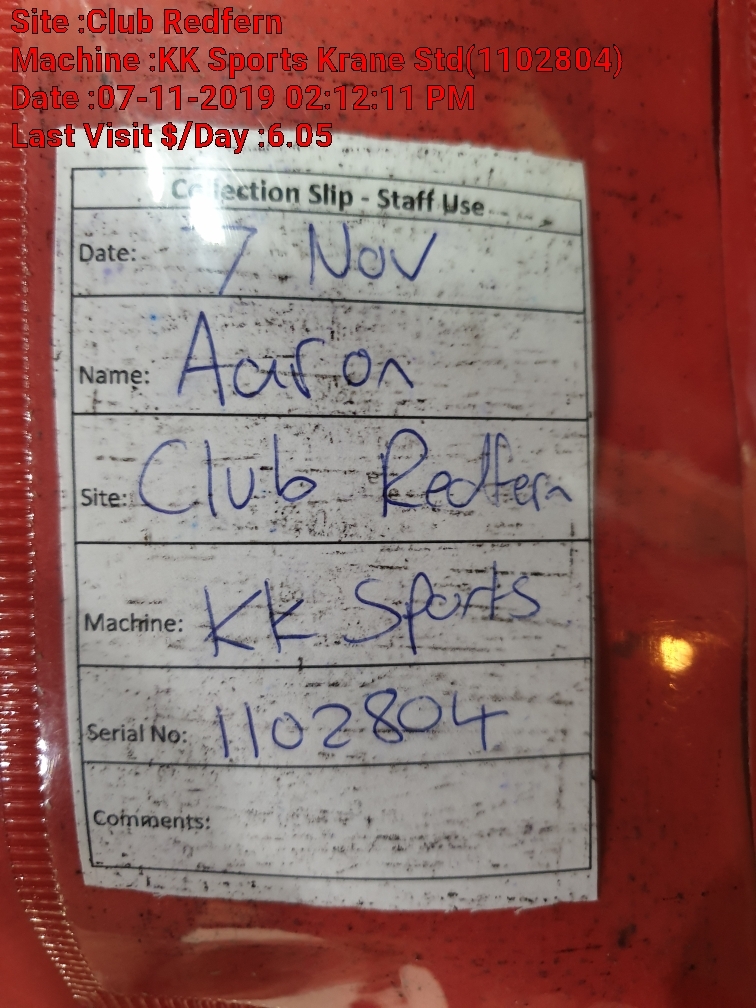 Site :Club Redfern
Machine :KK Sports Krane Std(1102804)
Date :07-11-2019 02:12:11 PM
Last Visit $/Day :6.05
Collection Slip - Staff Use
Date: 7 Nov
Name: Aaron
Site: Club Redfern
Machine: KK Sports
Serial No: 1102804
Comments: